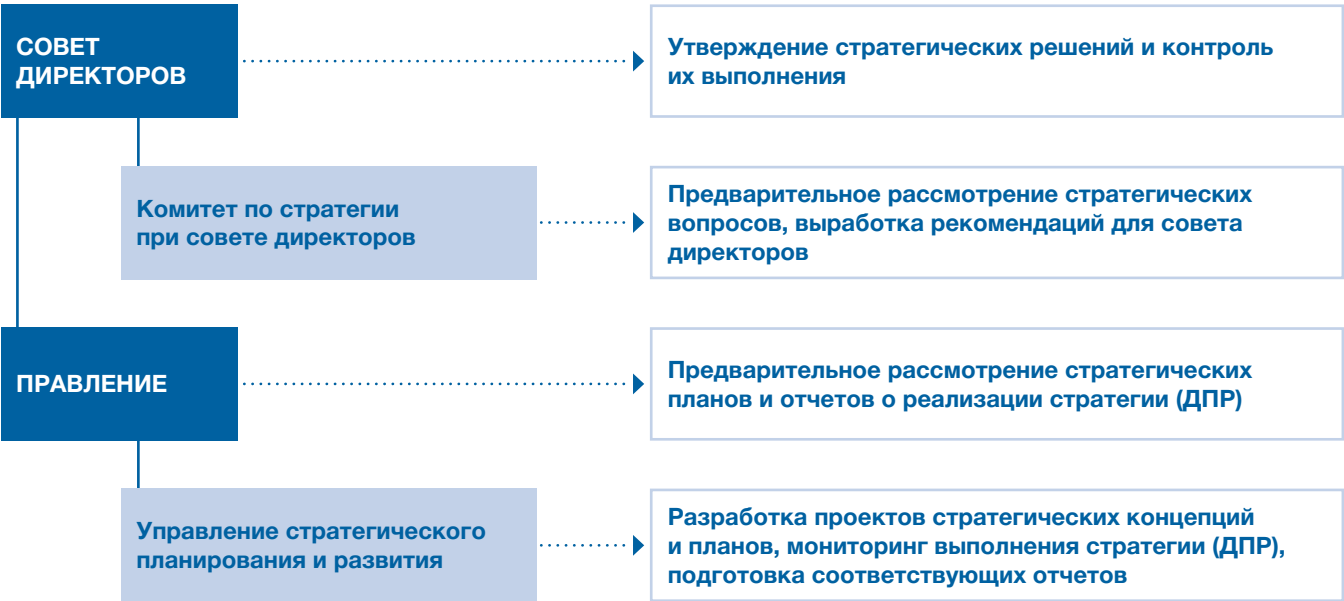 СОВЕТ
ДИРЕКТОРОВ
Утверждение стратегических решений и контроль
их выполнения
Комитет по стратегии
при совете директоров
Предварительное рассмотрение стратегических
вопросов, выработка рекомендаций для совета
директоров
ПРАВЛЕНИЕ
Предварительное рассмотрение стратегических
планов и отчетов о реализации стратегии (ДПР)
Управление стратегического
планирования и развития
Разработка проектов стратегических концепций
и планов, мониторинг выполнения стратегии (ДПР),
подготовка соответствующих отчетов